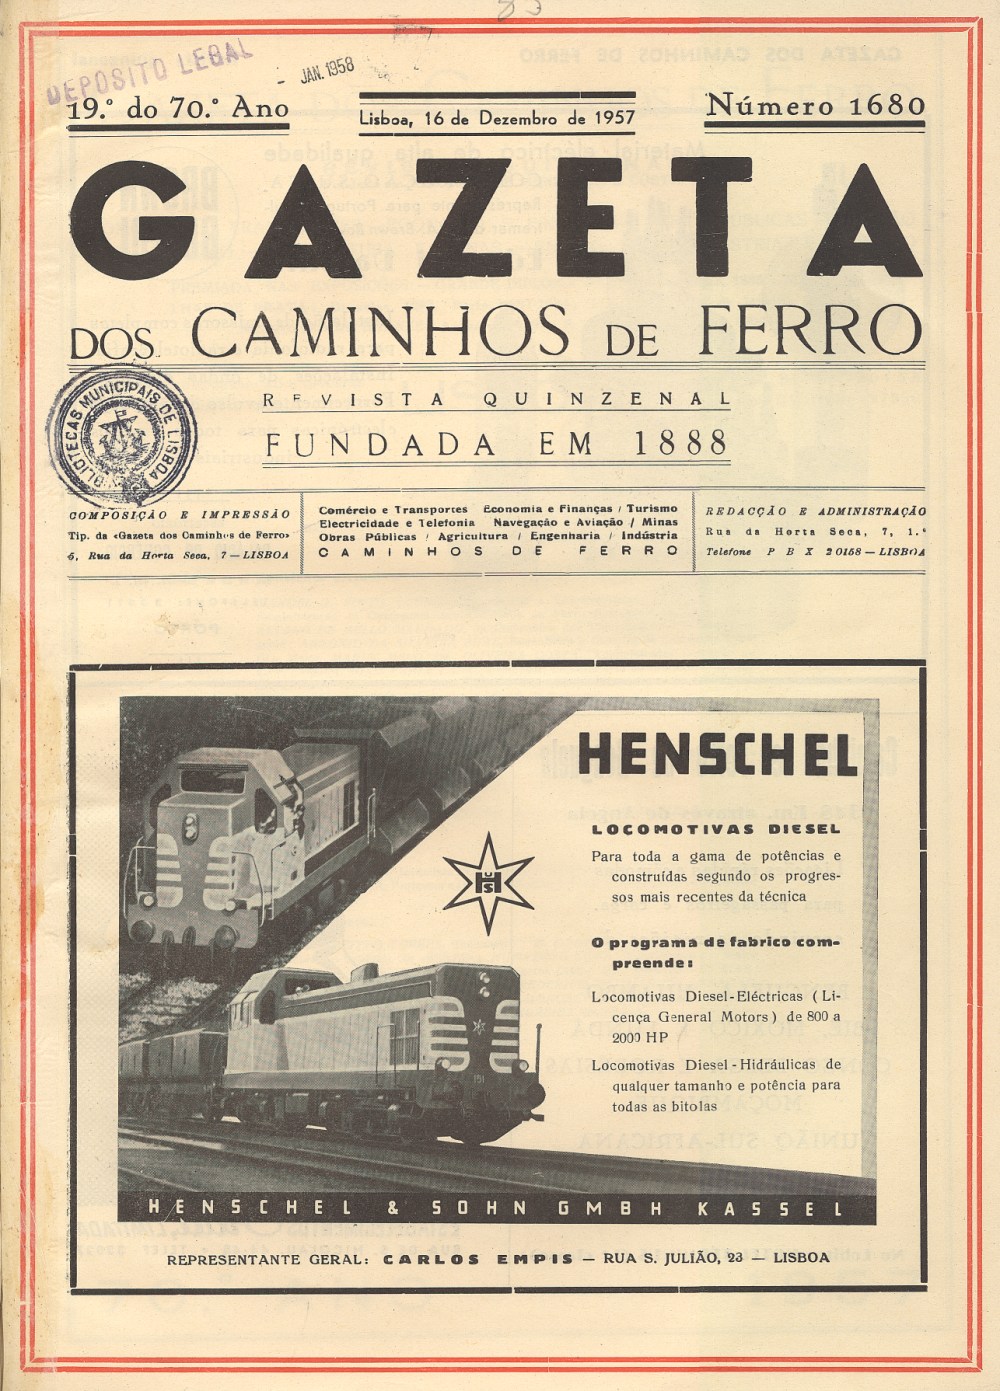 DEPÓSITO LEGAL
- JAN. 1958
19.º do 70.º Ano
Lisboa, 16 de Dezembro de 1957
Número 1680
GAZETA
DOS CAMINHOS DE FERRO
REVISTA QUINZENAL
FUNDADA EM 1888
BIBLIOTECAS MUNICIPAIS DE LISBOA
COMPOSIÇÃO E IMPRESSÃO
Tip. da «Gazeta dos Caminhos de Ferro»
5, Rua da Horta Seca, 7 — LISBOA
Comércio e Transportes / Economia e Finanças / Turismo
Electricidade e Telefonia / Navegação e Aviação / Minas
Obras Públicas / Agricultura / Engenharia / Indústria
CAMINHOS DE FERRO
REDACÇÃO E ADMINISTRAÇÃO
Rua da Horta Seca, 7, 1.º
Telefone P B X 20158 — LISBOA
HENSCHEL
LOCOMOTIVAS DIESEL
Para toda a gama de potências e
construídas segundo os progres-
sos mais recentes da técnica
O programa de fabrico com-
preende:
Locomotivas Diesel-Eléctricas (Li-
cença General Motors) de 800 a
2000 HP
Locomotivas Diesel-Hidráulicas de
qualquer tamanho e potência para
todas as bitolas
HENSCHEL & SOHN GMBH KASSEL
REPRESENTANTE GERAL: CARLOS EMPIS — RUA S. JULIÃO, 23 — LISBOA